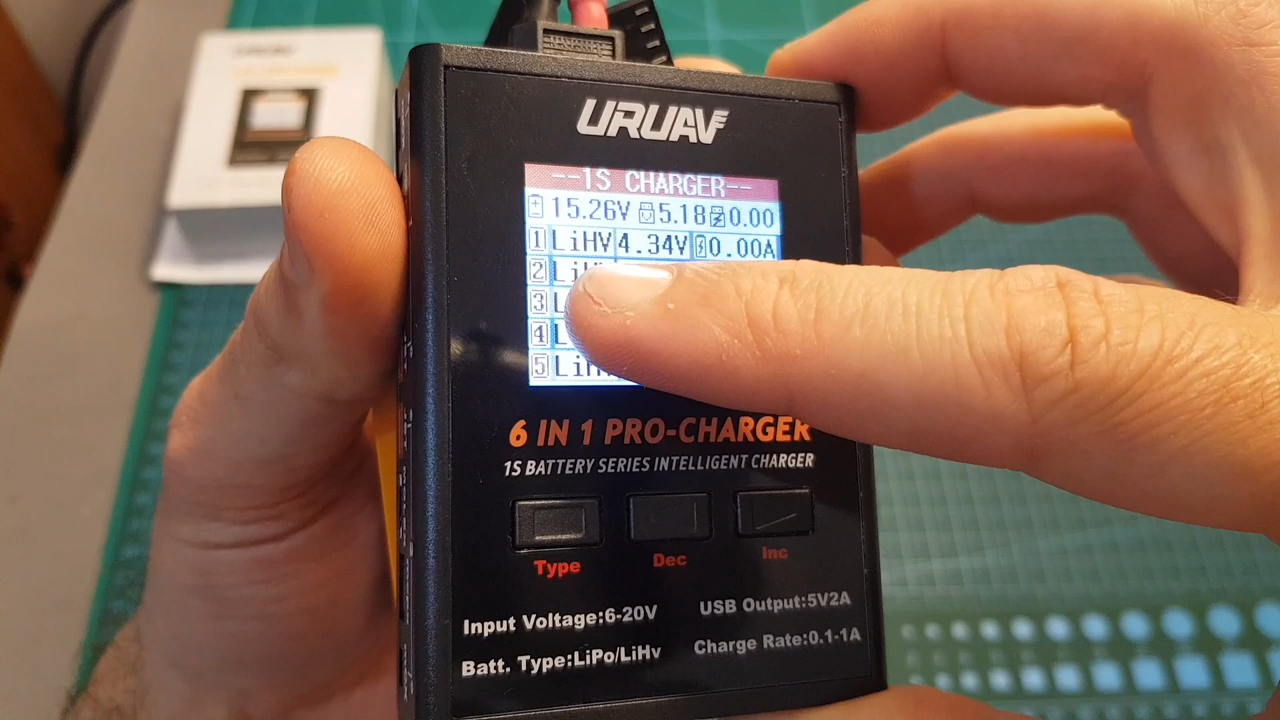 URUAV
URUAV
--1S CHARGER--
15.26V 5.18 0.00
1 LiHV 4.34V 0.00A
2
3
4
5
6 IN 1 PRO-CHARGER
1S BATTERY SERIES INTELLIGENT CHARGER
Type Dec Inc
Input Voltage:6-20V USB Output:5V2A
Batt. Type:LiPo/LiHv Charge Rate:0.1-1A